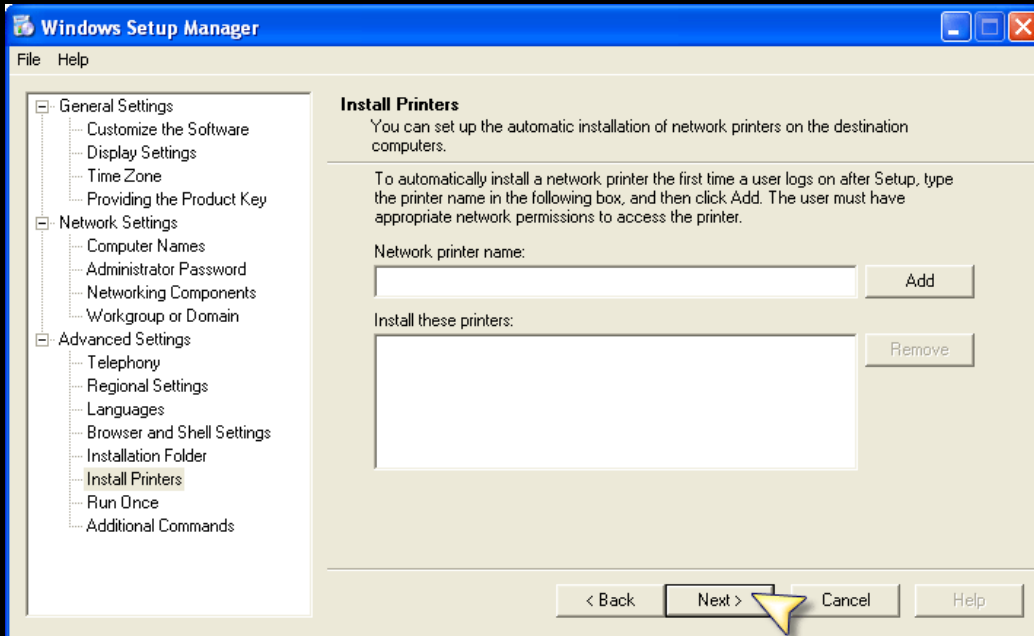 Windows Setup Manager
File Help
General Settings
Customize the Software
Display Settings
Time Zone
Providing the Product Key
Network Settings
Computer Names
Administrator Password
Networking Components
Workgroup or Domain
Advanced Settings
Telephony
Regional Settings
Languages
Browser and Shell Settings
Installation Folder
Install Printers
Run Once
Additional Commands
Install Printers
You can set up the automatic installation of network printers on the destination
computers.
To automatically install a network printer the first time a user logs on after Setup, type
the printer name in the following box, and then click Add. The user must have
appropriate network permissions to access the printer.
Network printer name:
Add
Install these printers:
Remove
< Back Next > Cancel Help